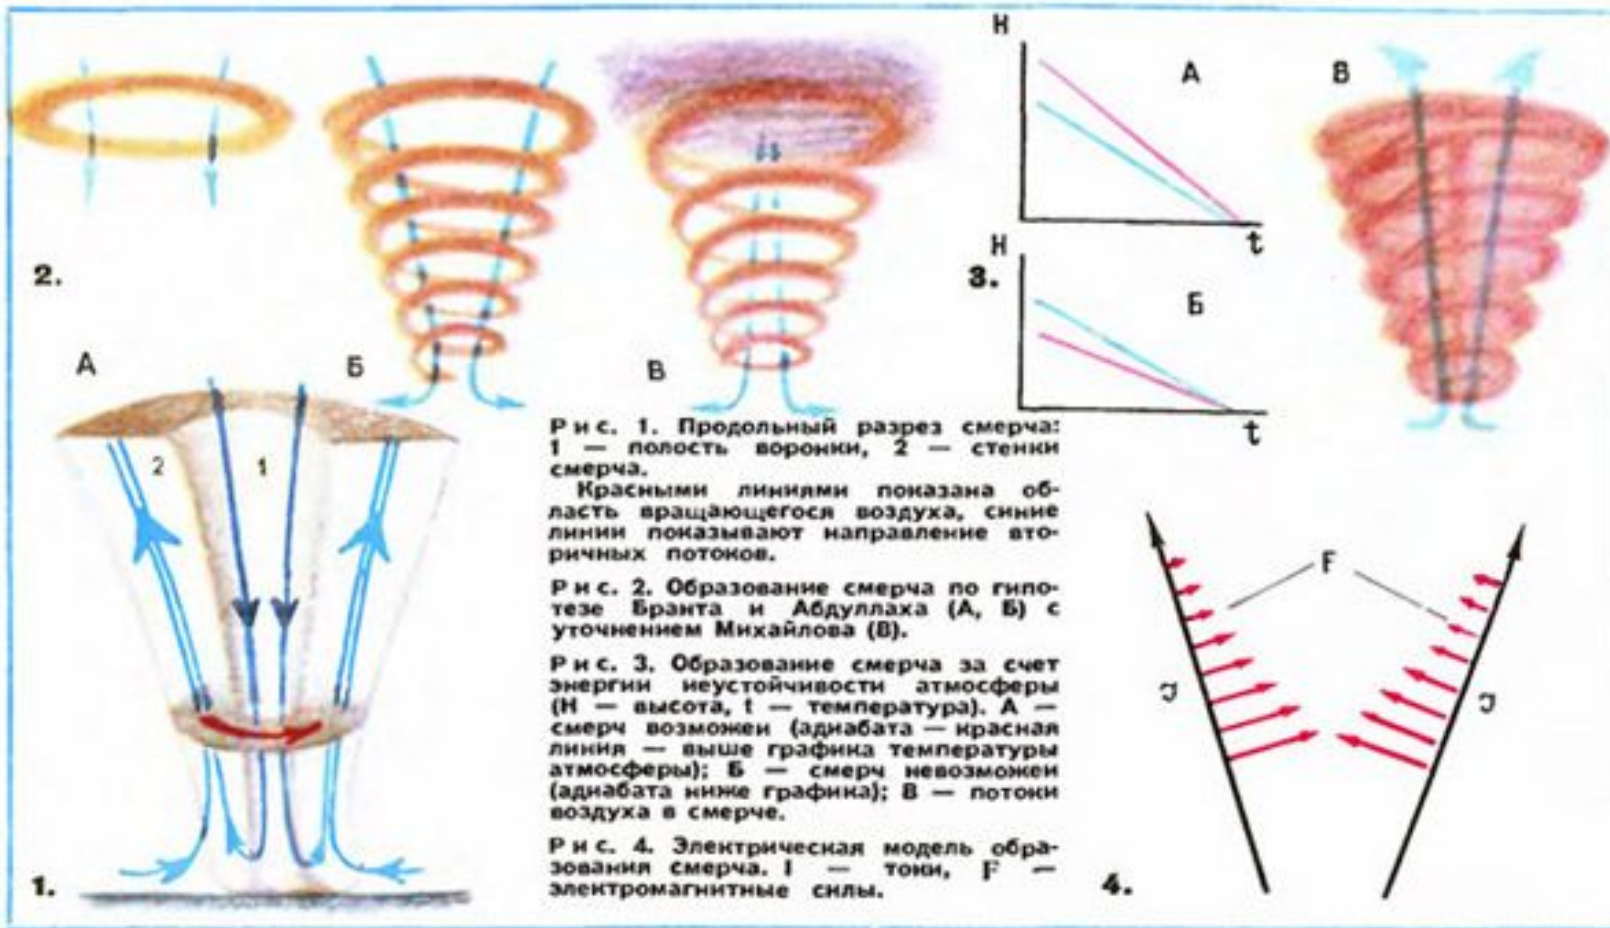 H
А
В
t
2.
H
3.
Б
t
А
Б
В
2
1
Рис. 1. Продольный разрез смерча:
1 — полость воронки, 2 — стенки
смерча.
Красными линиями показана об-
ласть вращающегося воздуха, синие
линии показывают направление вто-
ричных потоков.
Рис. 2. Образование смерча по гипо-
тезе Бранта и Абдуллаха (А, Б) с
уточнением Михайлова (В).
Рис. 3. Образование смерча за счет
энергии неустойчивости атмосферы
(Н — высота, t — температура). А —
смерч возможен (адиабата — красная
линия — выше графика температуры
атмосферы); Б — смерч невозможен
(адиабата ниже графика); В — потоки
воздуха в смерче.
Рис. 4. Электрическая модель обра-
зования смерча. I — токи, F —
электромагнитные силы.
F
J
J
1.
4.